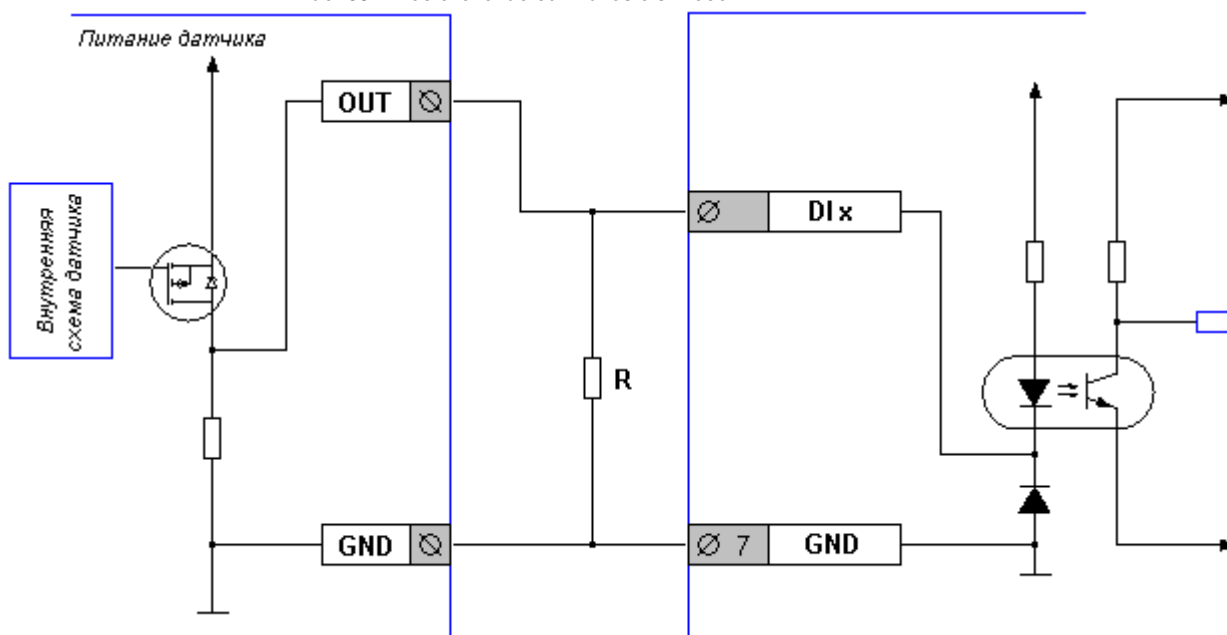 Питание датчика
OUT
DI x
Внутренняя
схема датчика
R
GND
7 GND